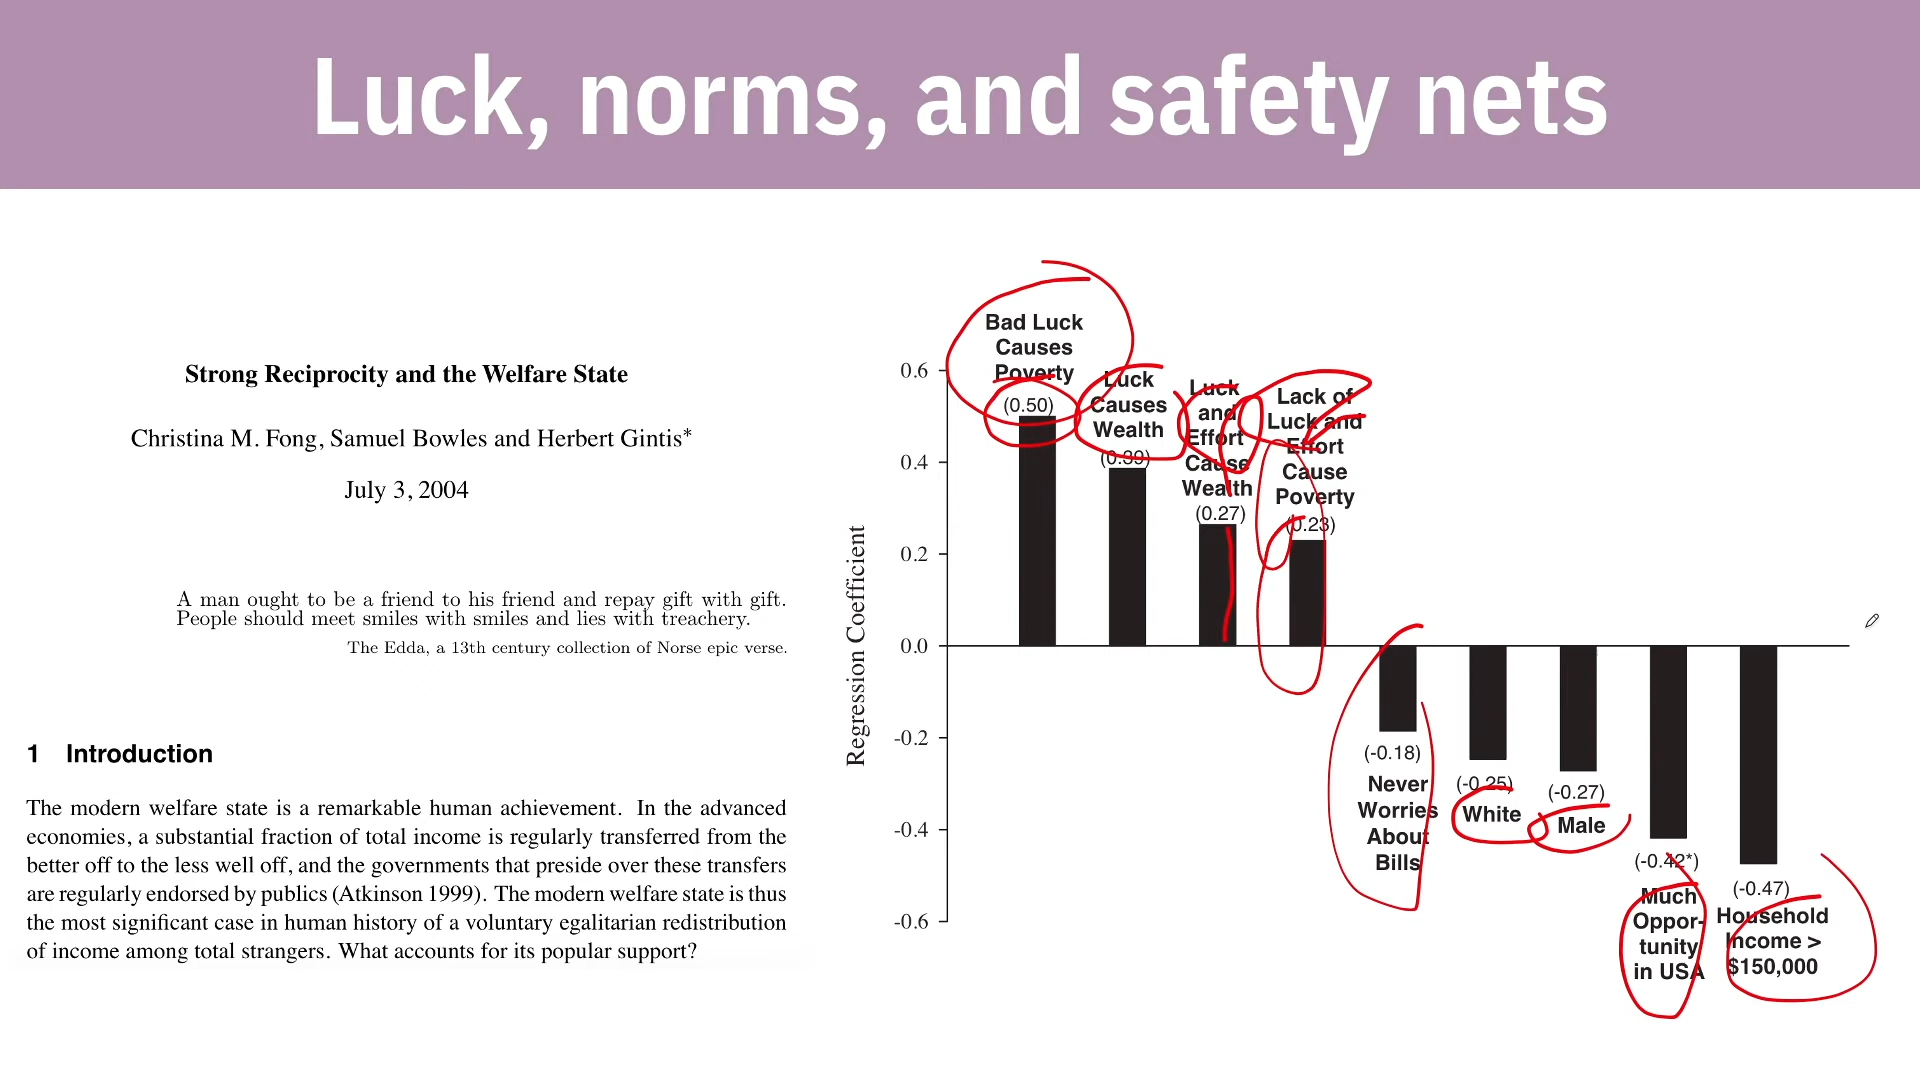 Luck, norms, and safety nets
Strong Reciprocity and the Welfare State
Christina M. Fong, Samuel Bowles and Herbert Gintis*
July 3, 2004
A man ought to be a friend to his friend and repay gift with gift.
People should meet smiles with smiles and lies with treachery.
The Edda, a 13th century collection of Norse epic verse.
1 Introduction
The modern welfare state is a remarkable human achievement. In the advanced
economies, a substantial fraction of total income is regularly transferred from the
better off to the less well off, and the governments that preside over these transfers
are regularly endorsed by publics (Atkinson 1999). The modern welfare state is thus
the most significant case in human history of a voluntary egalitarian redistribution
of income among total strangers. What accounts for its popular support?
Regression Coefficient
0.6
0.4
0.2
0.0
-0.2
-0.4
-0.6
Bad Luck
Causes
Poverty
(0.50)
Luck
Causes
Wealth
(0.39)
Luck
and
Effort
Cause
Wealth
(0.27)
Lack of
Luck and
Effort
Cause
Poverty
(0.23)
(-0.18)
Never
Worries
About
Bills
(-0.25)
White
(-0.27)
Male
(-0.42*)
Much
Oppor-
tunity
in USA
(-0.47)
Household
Income >
$150,000